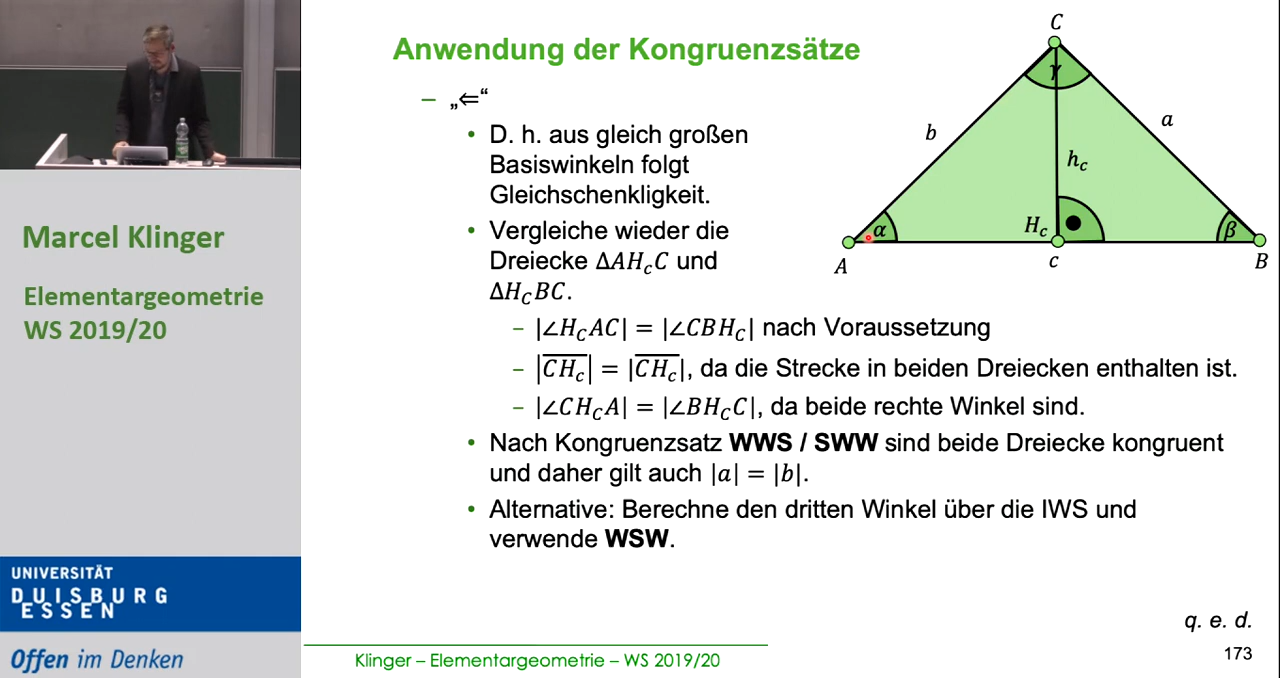 Anwendung der Kongruenzsätze
– „⇐“
• D. h. aus gleich großen
Basiswinkeln folgt
Gleichschenkligkeit.
• Vergleiche wieder die
Dreiecke ΔAH_cC und
ΔH_CBC.
– |∠H_CAC| = |∠CBH_C| nach Voraussetzung
– |C̅H̅_c̅| = |C̅H̅_c̅|, da die Strecke in beiden Dreiecken enthalten ist.
– |∠CH_CA| = |∠BH_CC|, da beide rechte Winkel sind.
• Nach Kongruenzsatz WWS / SWW sind beide Dreiecke kongruent
und daher gilt auch |a| = |b|.
• Alternative: Berechne den dritten Winkel über die IWS und
verwende WSW.
C
γ
b
a
h_c
H_c
α
β
A
c
B
Marcel Klinger
Elementargeometrie
WS 2019/20
UNIVERSITÄT
DUISBURG
ESSEN
Offen im Denken
q. e. d.
Klinger – Elementargeometrie – WS 2019/20
173